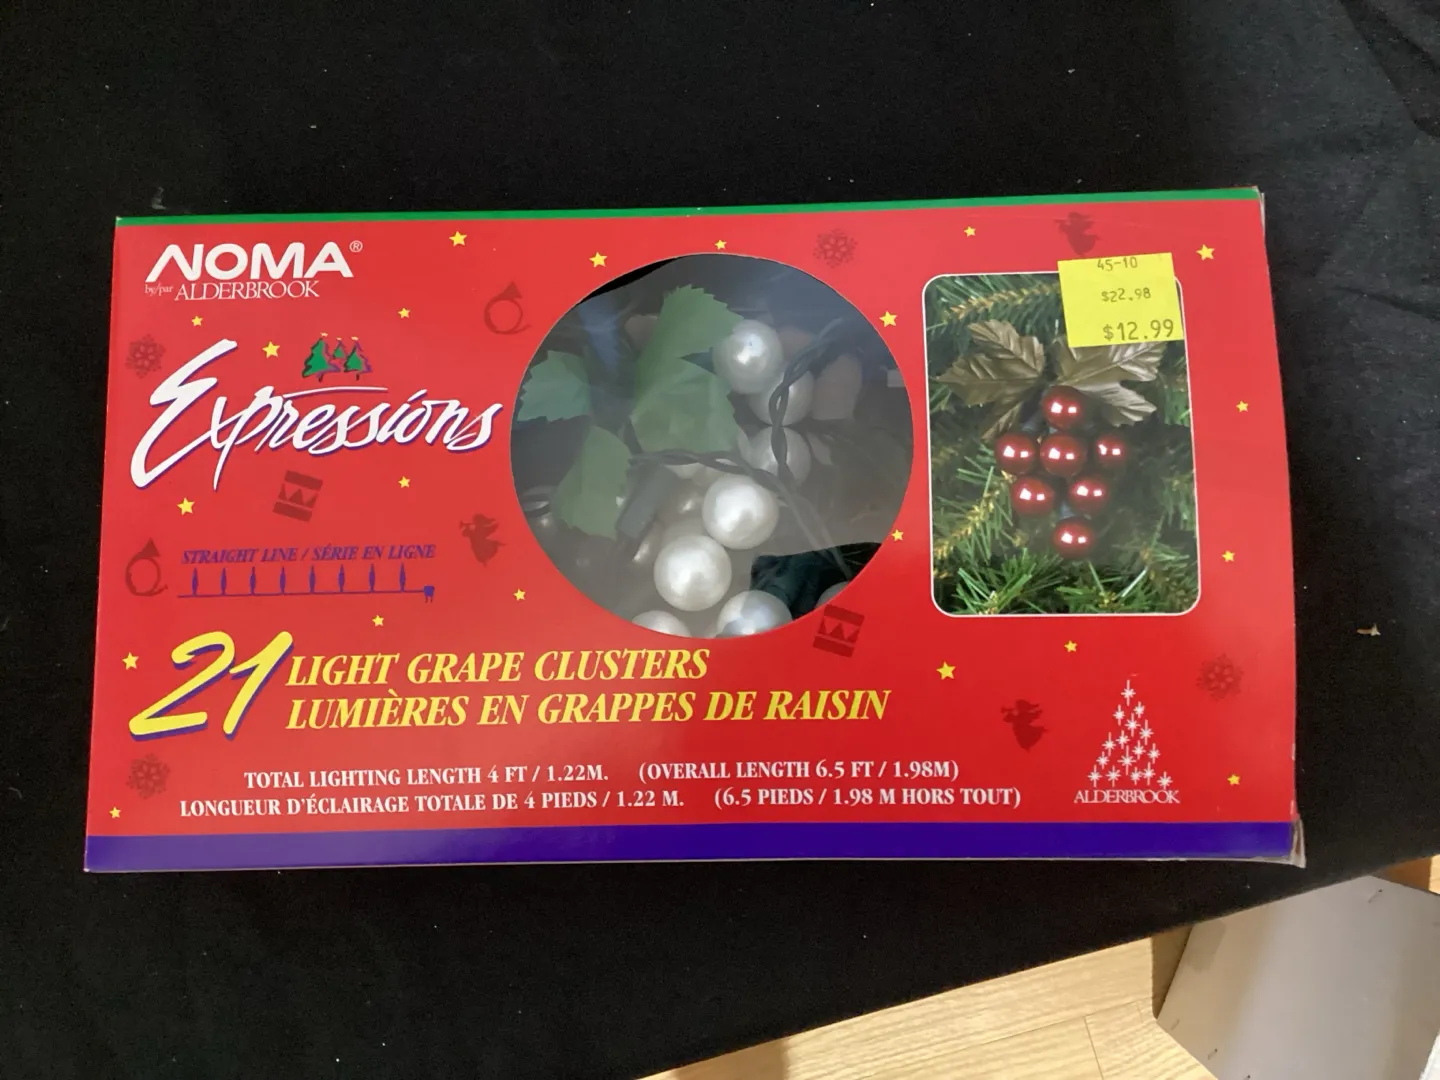 NOMA®
by/par ALDERBROOK
Expressions
45-10
$22.98
$12.99
STRAIGHT LINE / SÉRIE EN LIGNE
21 LIGHT GRAPE CLUSTERS
LUMIÈRES EN GRAPPES DE RAISIN
TOTAL LIGHTING LENGTH 4 FT / 1.22M. (OVERALL LENGTH 6.5 FT / 1.98M)
LONGUEUR D'ÉCLAIRAGE TOTALE DE 4 PIEDS / 1.22 M. (6.5 PIEDS / 1.98 M HORS TOUT)
ALDERBROOK